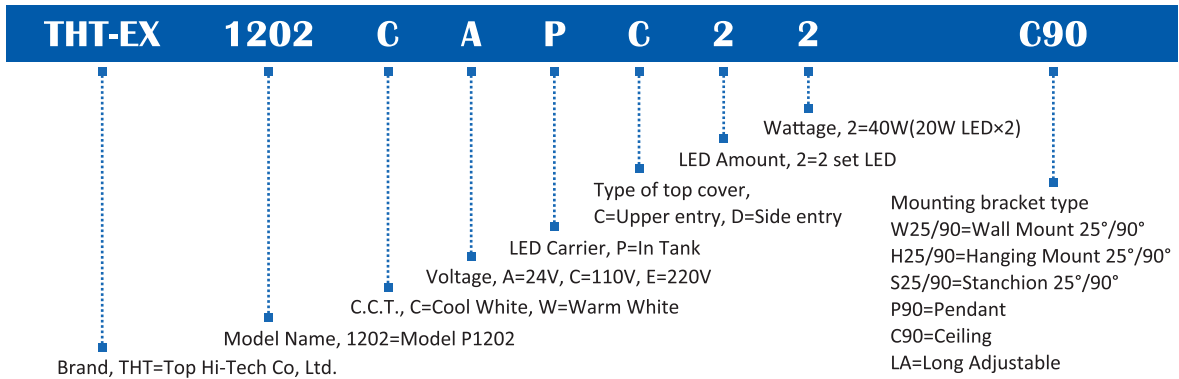 THT-EX 1202 C A P C 2 2 C90
Wattage, 2=40W(20W LED×2)
LED Amount, 2=2 set LED
Type of top cover,
C=Upper entry, D=Side entry
LED Carrier, P=In Tank
Voltage, A=24V, C=110V, E=220V
C.C.T., C=Cool White, W=Warm White
Model Name, 1202=Model P1202
Brand, THT=Top Hi-Tech Co, Ltd.
Mounting bracket type
W25/90=Wall Mount 25°/90°
H25/90=Hanging Mount 25°/90°
S25/90=Stanchion 25°/90°
P90=Pendant
C90=Ceiling
LA=Long Adjustable